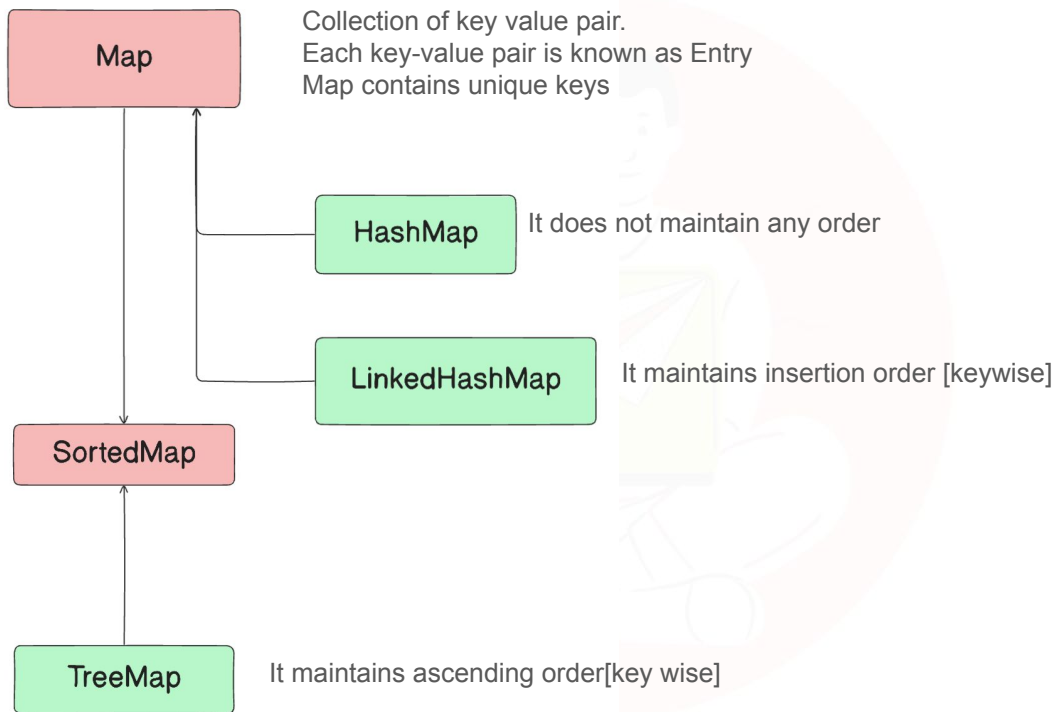 Map
Collection of key value pair.
Each key-value pair is known as Entry
Map contains unique keys
HashMap
It does not maintain any order
LinkedHashMap
It maintains insertion order [keywise]
SortedMap
TreeMap
It maintains ascending order[key wise]